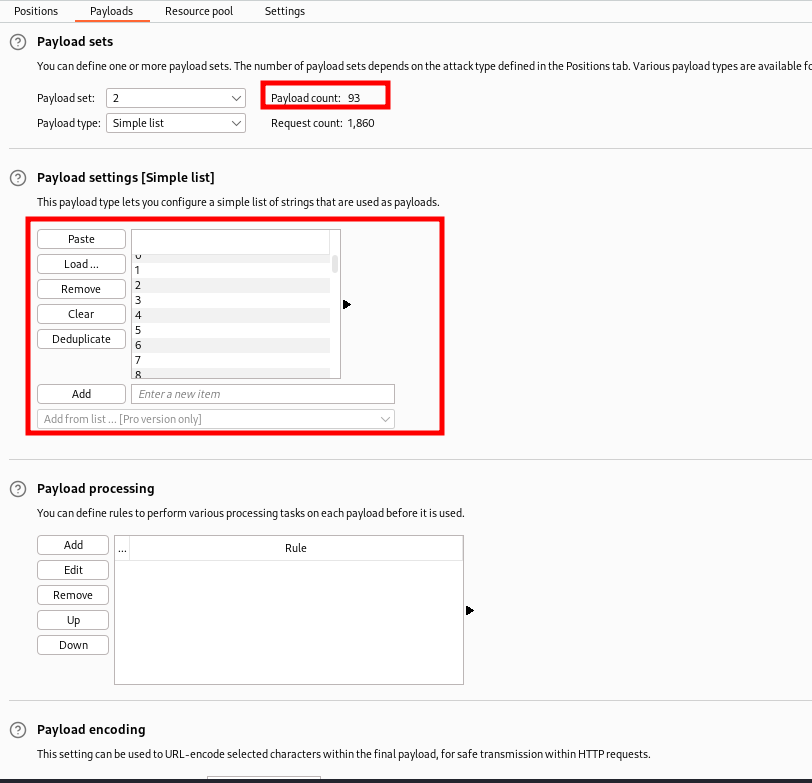 Positions Payloads Resource pool Settings
Payload sets
You can define one or more payload sets. The number of payload sets depends on the attack type defined in the Positions tab. Various payload types are available fo
Payload set: 2 Payload count: 93
Payload type: Simple list Request count: 1,860
Payload settings [Simple list]
This payload type lets you configure a simple list of strings that are used as payloads.
Paste
Load ...
Remove
Clear
Deduplicate
0
1
2
3
4
5
6
7
8
Add Enter a new item
Add from list ... [Pro version only]
Payload processing
You can define rules to perform various processing tasks on each payload before it is used.
Add
Edit
Remove
Up
Down
... Rule
Payload encoding
This setting can be used to URL-encode selected characters within the final payload, for safe transmission within HTTP requests.